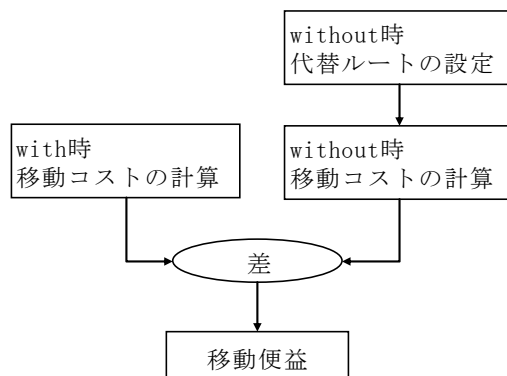 without時
代替ルートの設定
with時
移動コストの計算
without時
移動コストの計算
差
移動便益